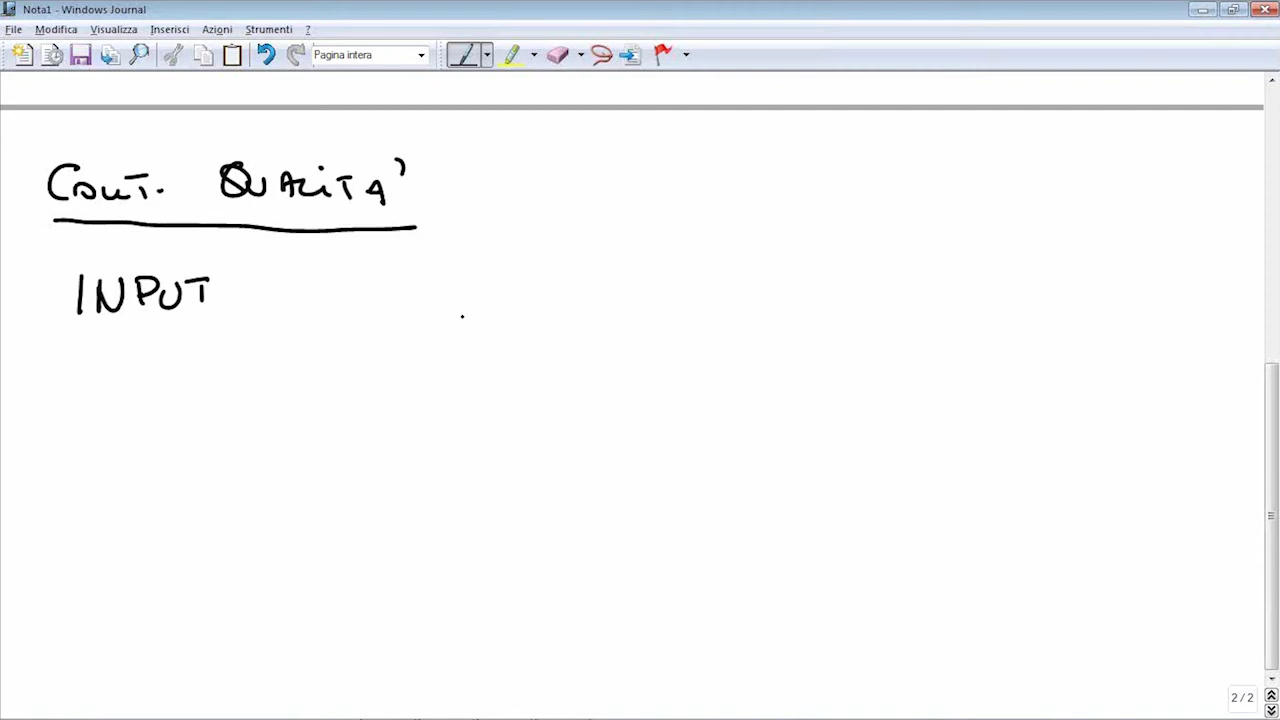 Nota1 - Windows Journal
File Modifica Visualizza Inserisci Azioni Strumenti ?
Pagina intera
Cont. QUALITA'
INPUT
2 / 2